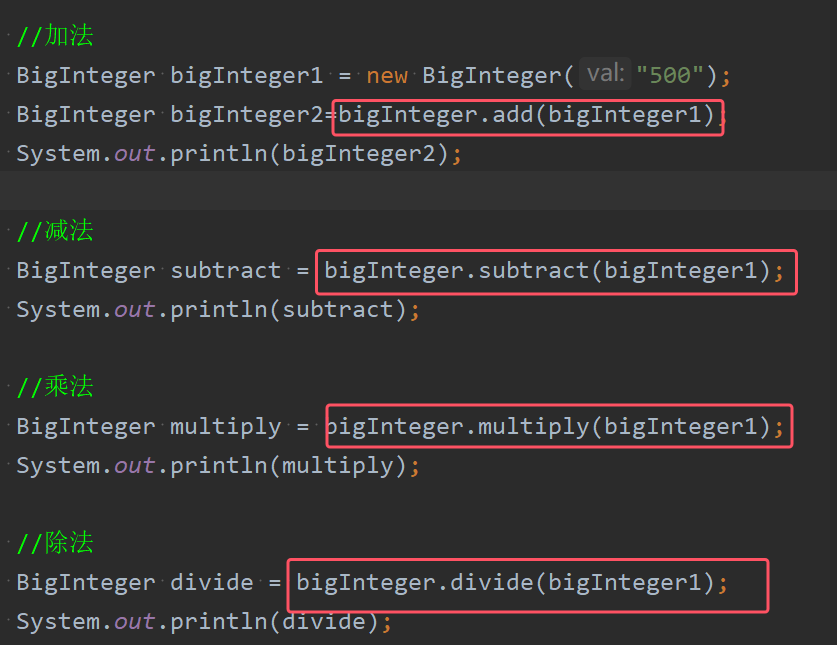 //加法
BigInteger bigInteger1 = new BigInteger( val: "500");
BigInteger bigInteger2=bigInteger.add(bigInteger1);
System.out.println(bigInteger2);
//减法
BigInteger subtract = bigInteger.subtract(bigInteger1);
System.out.println(subtract);
//乘法
BigInteger multiply = bigInteger.multiply(bigInteger1);
System.out.println(multiply);
//除法
BigInteger divide = bigInteger.divide(bigInteger1);
System.out.println(divide);